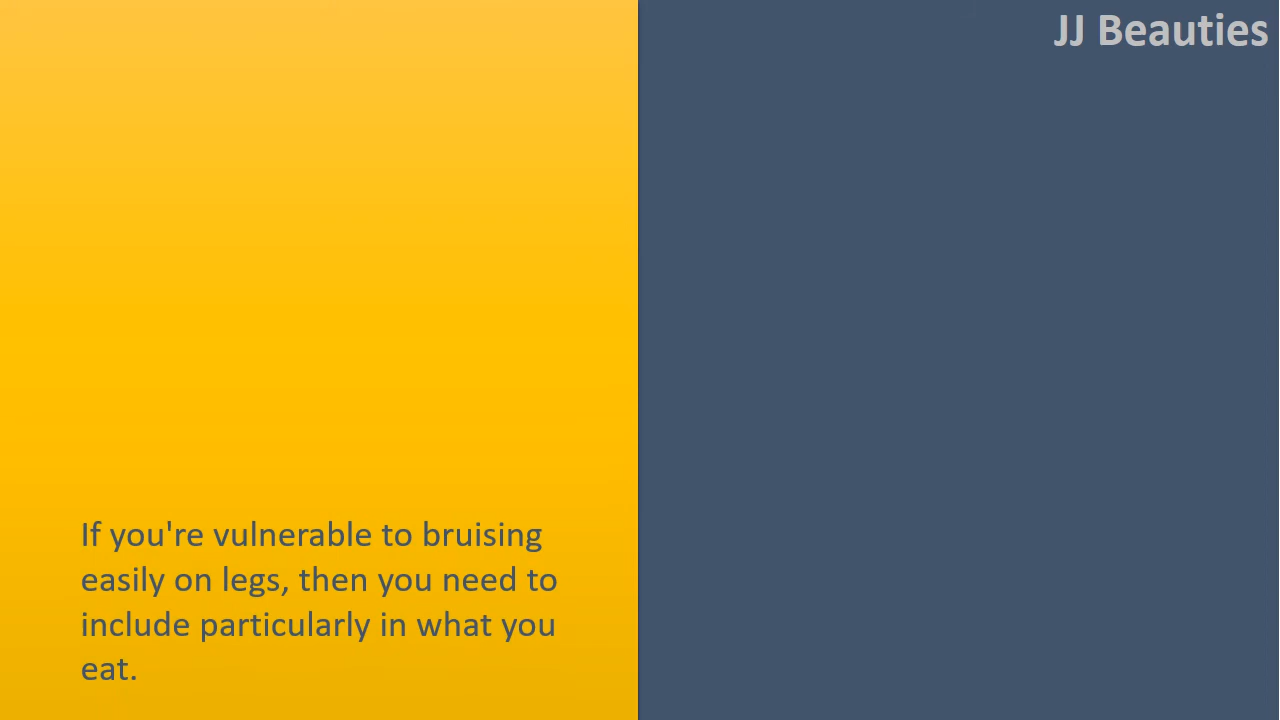 JJ Beauties
If you're vulnerable to bruising
easily on legs, then you need to
include particularly in what you
eat.